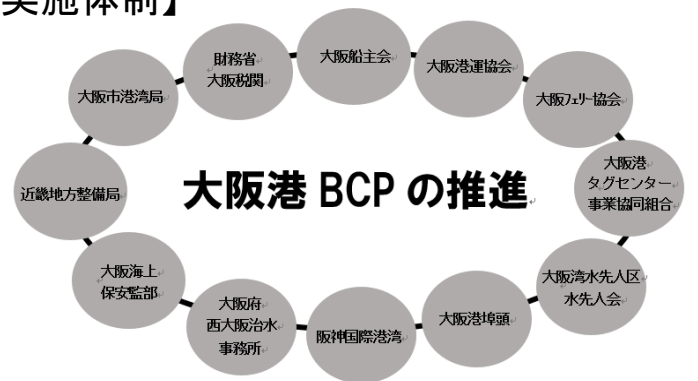 実施体制】
財務省
大阪税関
大阪船主会
大阪港運協会
大阪フェリー協会
大阪港
タグセンター
事業協同組合
大阪湾水先人区
水先人会
大阪港埠頭
阪神国際港湾
大阪府
西大阪治水
事務所
大阪海上
保安監部
近畿地方整備局
大阪市港湾局
大阪港 BCP の推進